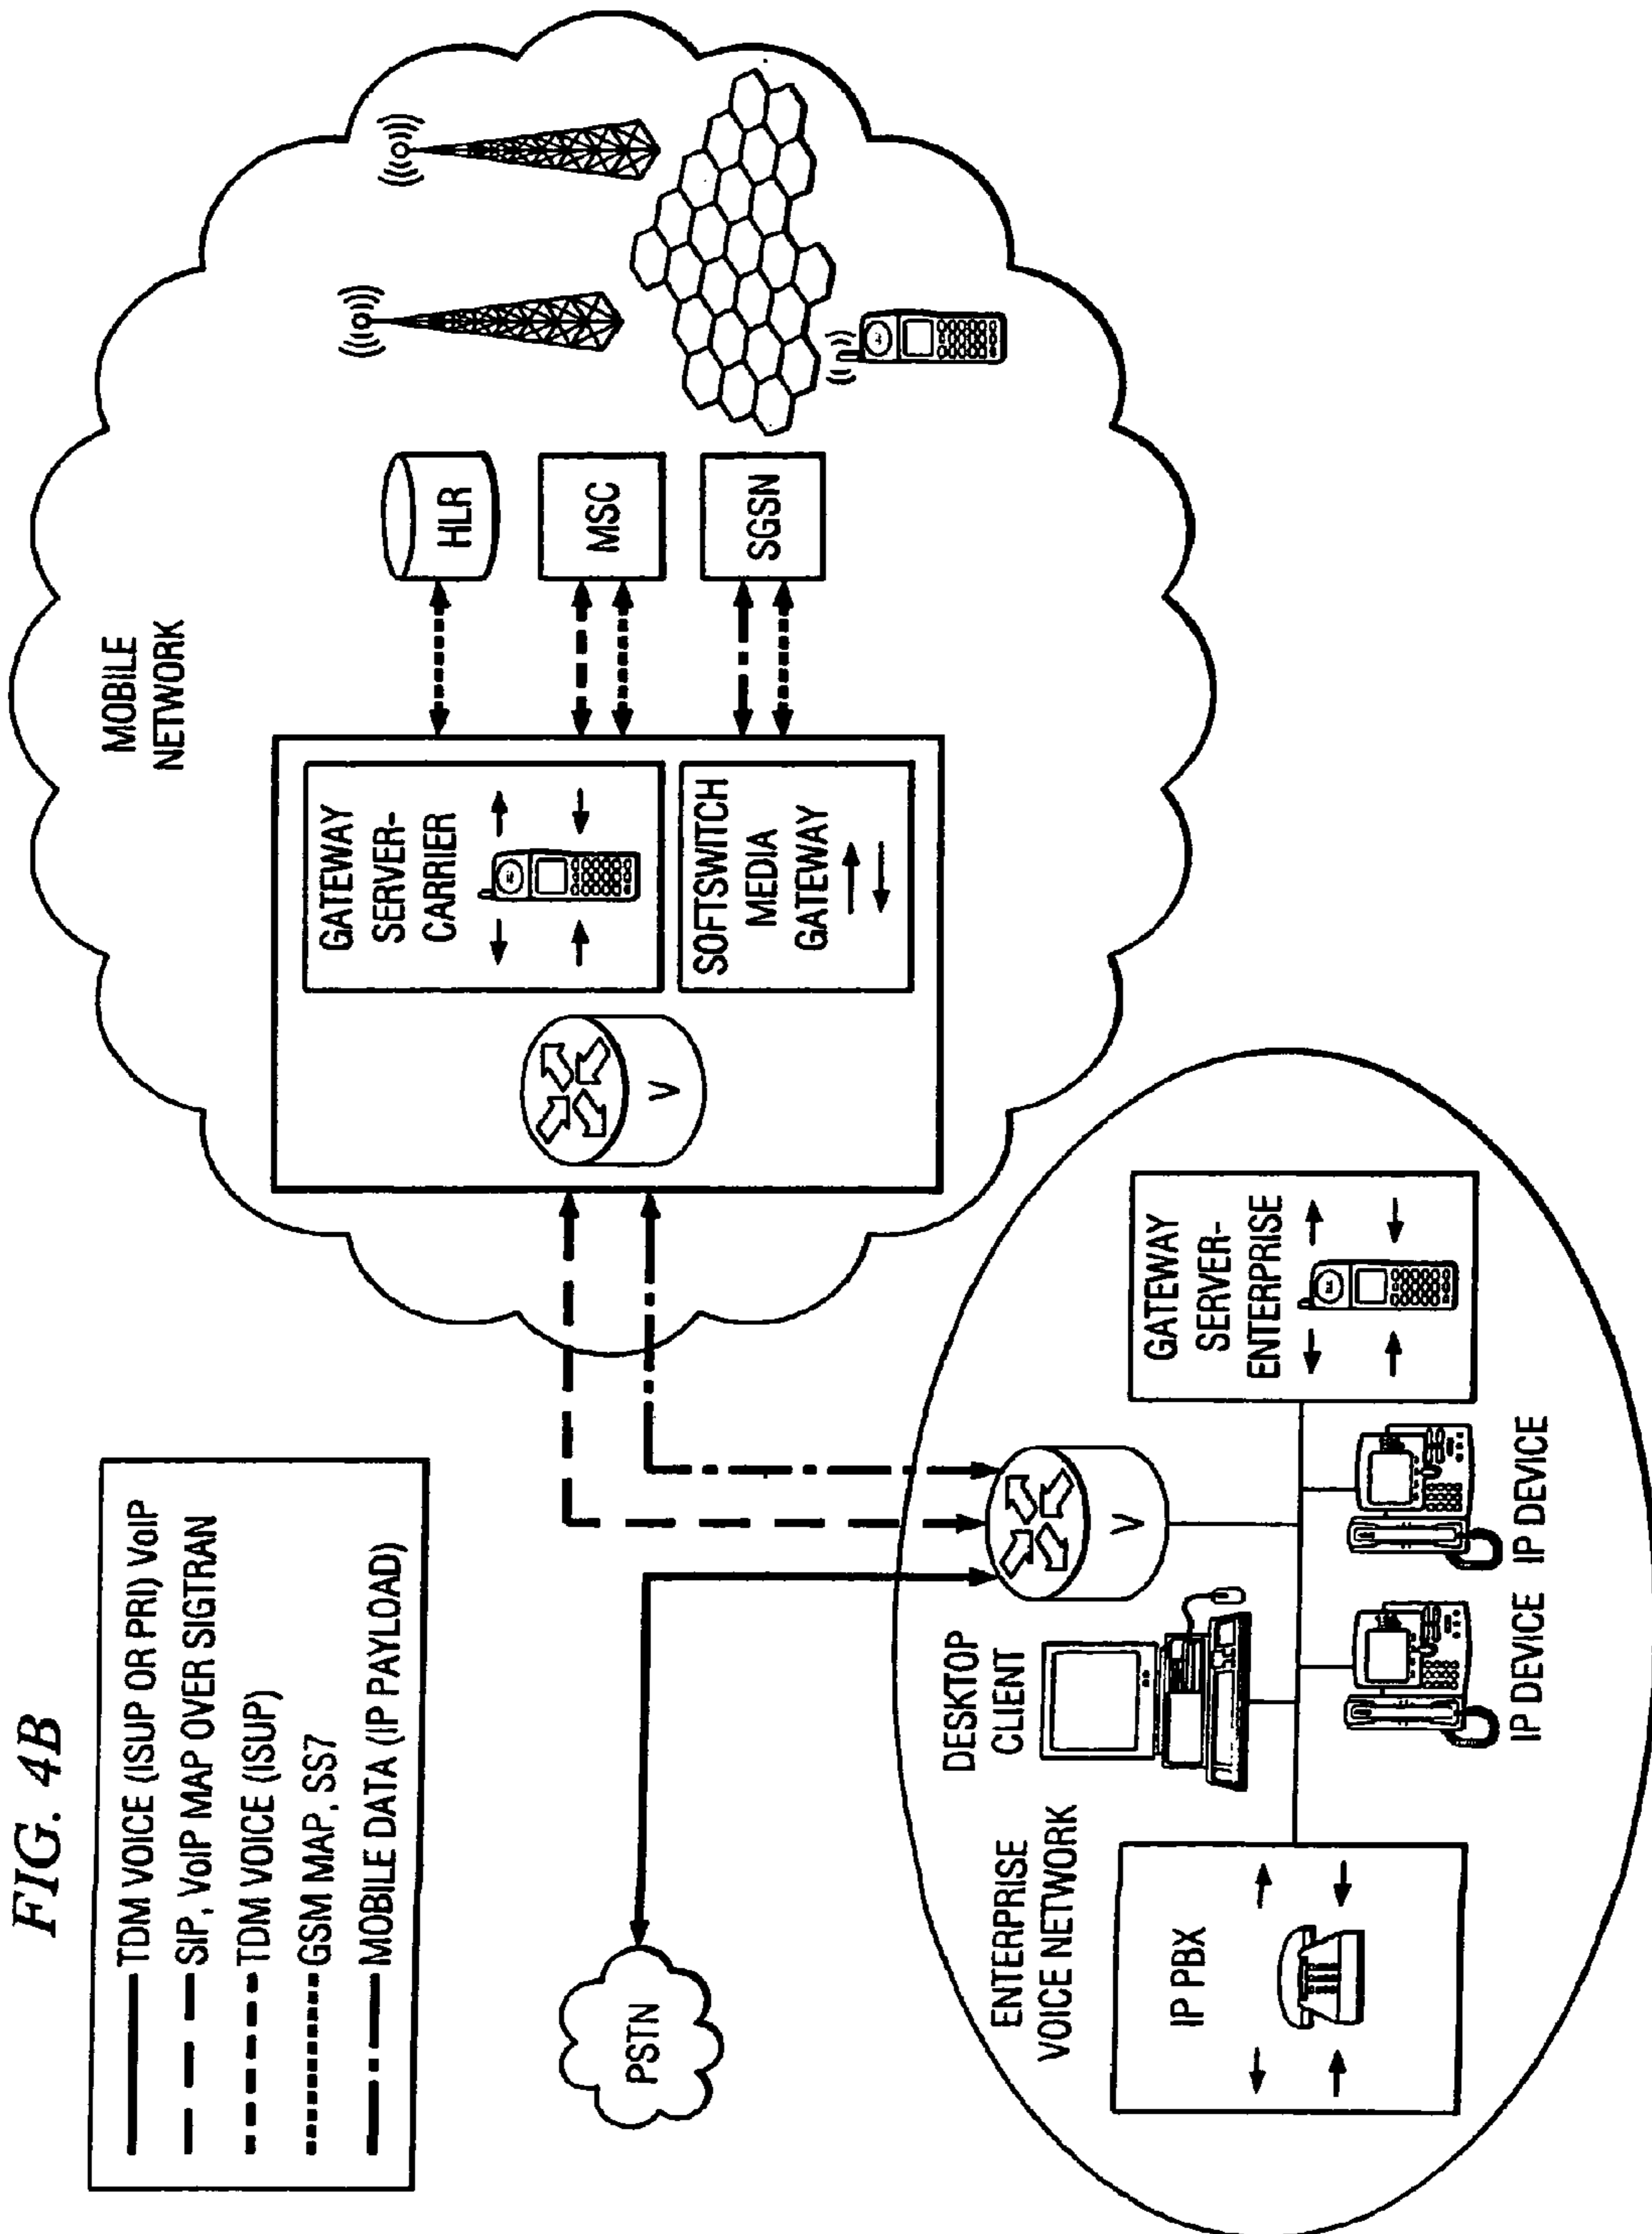 FIG. 4B
TDM VOICE (ISUP OR PRI) VoIP
SIP, VoIP MAP OVER SIGTRAN
TDM VOICE (ISUP)
GSM MAP, SS7
MOBILE DATA (IP PAYLOAD)
MOBILE
NETWORK
HLR
MSC
SGSN
GATEWAY
SERVER-
CARRIER
SOFTSWITCH
MEDIA
GATEWAY
V
PSTN
ENTERPRISE
VOICE NETWORK
DESKTOP
CLIENT
V
GATEWAY
SERVER-
ENTERPRISE
IP PBX
IP DEVICE
IP DEVICE